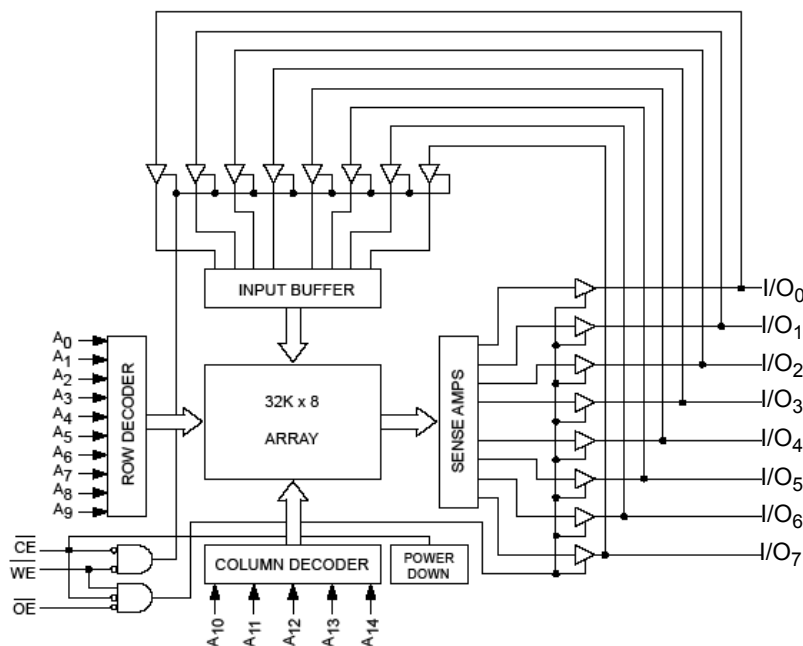 INPUT BUFFER
I/O0
I/O1
I/O2
I/O3
I/O4
I/O5
I/O6
I/O7
A0
A1
A2
A3
A4
A5
A6
A7
A8
A9
ROW DECODER
32K x 8
ARRAY
SENSE AMPS
CE
WE
OE
COLUMN DECODER
POWER
DOWN
A10
A11
A12
A13
A14